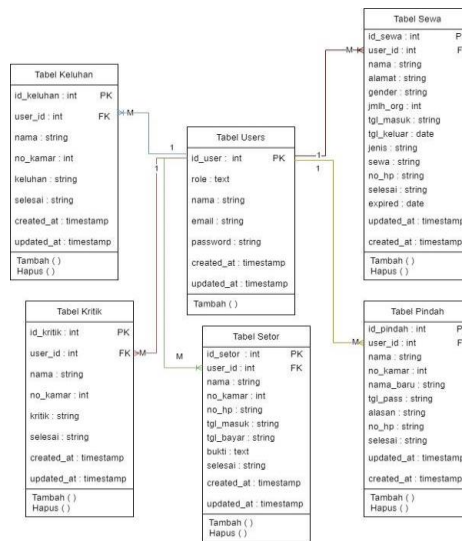 Tabel Keluhan
id_keluhan : int PK
user_id : int FK
nama : string
no_kamar : int
keluhan : string
selesai : string
created_at : timestamp
updated_at : timestamp
Tambah ( )
Hapus ( )
M
1
Tabel Users
id_user : int PK
role : text
nama : string
email : string
password : string
created_at : timestamp
updated_at : timestamp
Tambah ( )
1
1
1
M
Tabel Sewa
id_sewa : int P
user_id : int F
nama : string
alamat : string
gender : string
jmlh_org : int
tgl_masuk : string
tgl_keluar : date
jenis : string
sewa : string
no_hp : string
selesai : string
expired : date
updated_at : timestamp
created_at : timestamp
Tambah ( )
Hapus ( )
Tabel Kritik
id_kritik : int PK
user_id : int FK
nama : string
no_kamar : int
kritik : string
selesai : string
created_at : timestamp
updated_at : timestamp
Tambah ( )
Hapus ( )
M
M
Tabel Setor
id_setor : int PK
user_id : int FK
nama : string
no_kamar : int
no_hp : string
tgl_masuk : string
tgl_bayar : string
bukti : text
selesai : string
created_at : timestamp
updated_at : timestamp
Tambah ( )
Hapus ( )
M
Tabel Pindah
id_pindah : int P
user_id : int F
nama : string
no_kamar : int
nama_baru : string
tgl_pass : string
alasan : string
no_hp : string
selesai : string
updated_at : timestamp
created_at : timestamp
Tambah ( )
Hapus ( )